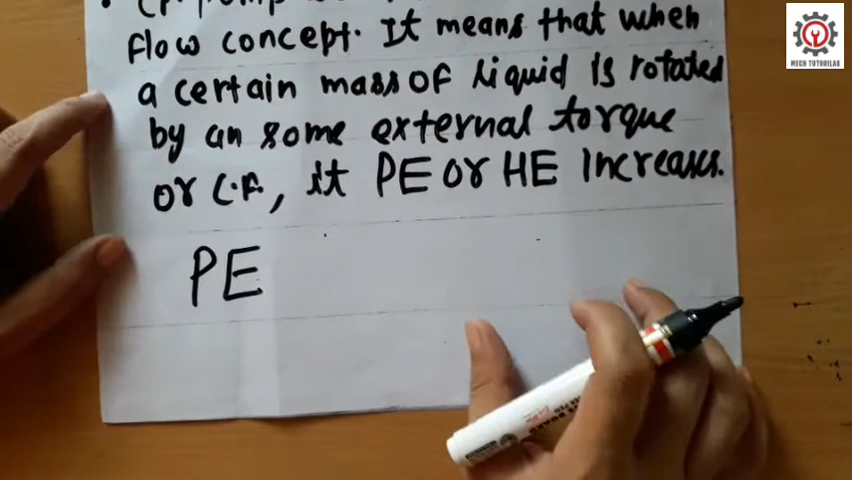 flow concept. It means that when
a certain mass of liquid is rotated
by an some external torque
or C.F., it PE or HE increases.
PE
MECH TUTORILAB